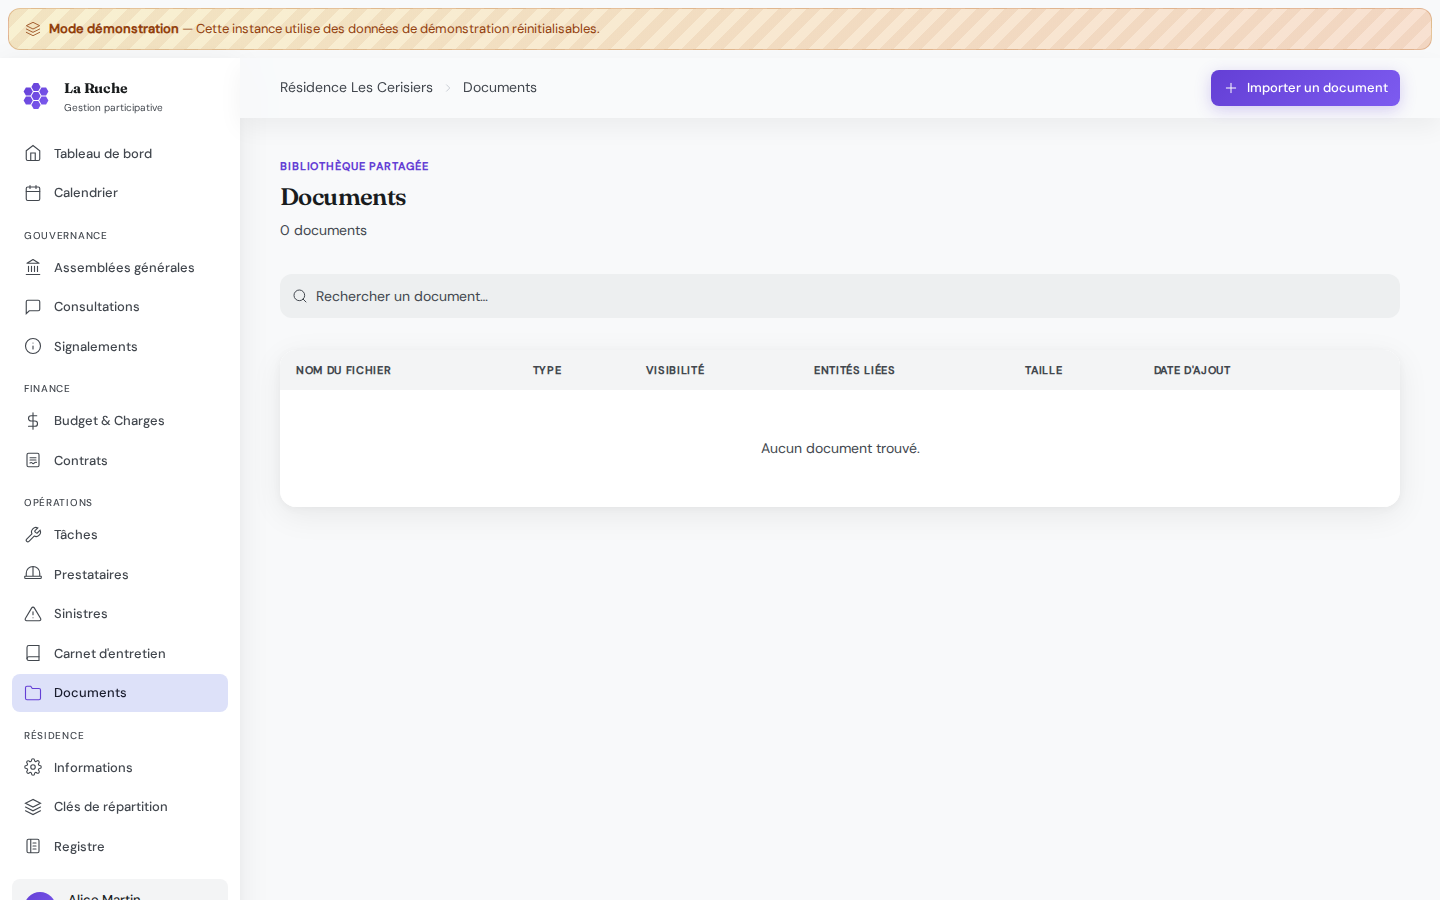 Mode démonstration — Cette instance utilise des données de démonstration réinitialisables.
La Ruche
Gestion participative
Tableau de bord
Calendrier
GOUVERNANCE
Assemblées générales
Consultations
Signalements
FINANCE
Budget & Charges
Contrats
OPÉRATIONS
Tâches
Prestataires
Sinistres
Carnet d'entretien
Documents
RÉSIDENCE
Informations
Clés de répartition
Registre
Alice Martin
Résidence Les Cerisiers > Documents
Importer un document
BIBLIOTHÈQUE PARTAGÉE
Documents
0 documents
Rechercher un document...
NOM DU FICHIER TYPE VISIBILITÉ ENTITÉS LIÉES TAILLE DATE D'AJOUT
Aucun document trouvé.